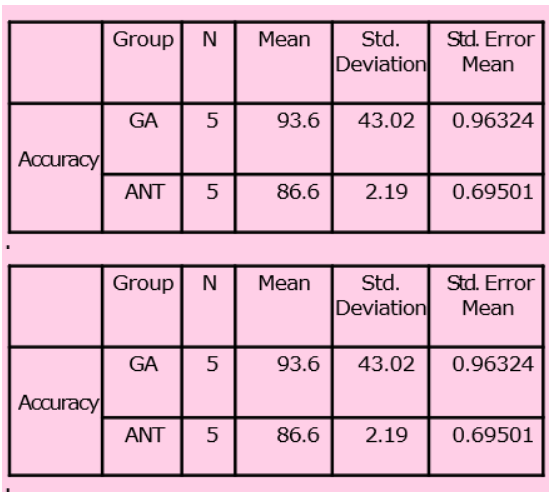 Group N Mean Std. Deviation Std. Error Mean
Accuracy
GA 5 93.6 43.02 0.96324
ANT 5 86.6 2.19 0.69501
.
Group N Mean Std. Deviation Std. Error Mean
Accuracy
GA 5 93.6 43.02 0.96324
ANT 5 86.6 2.19 0.69501
.